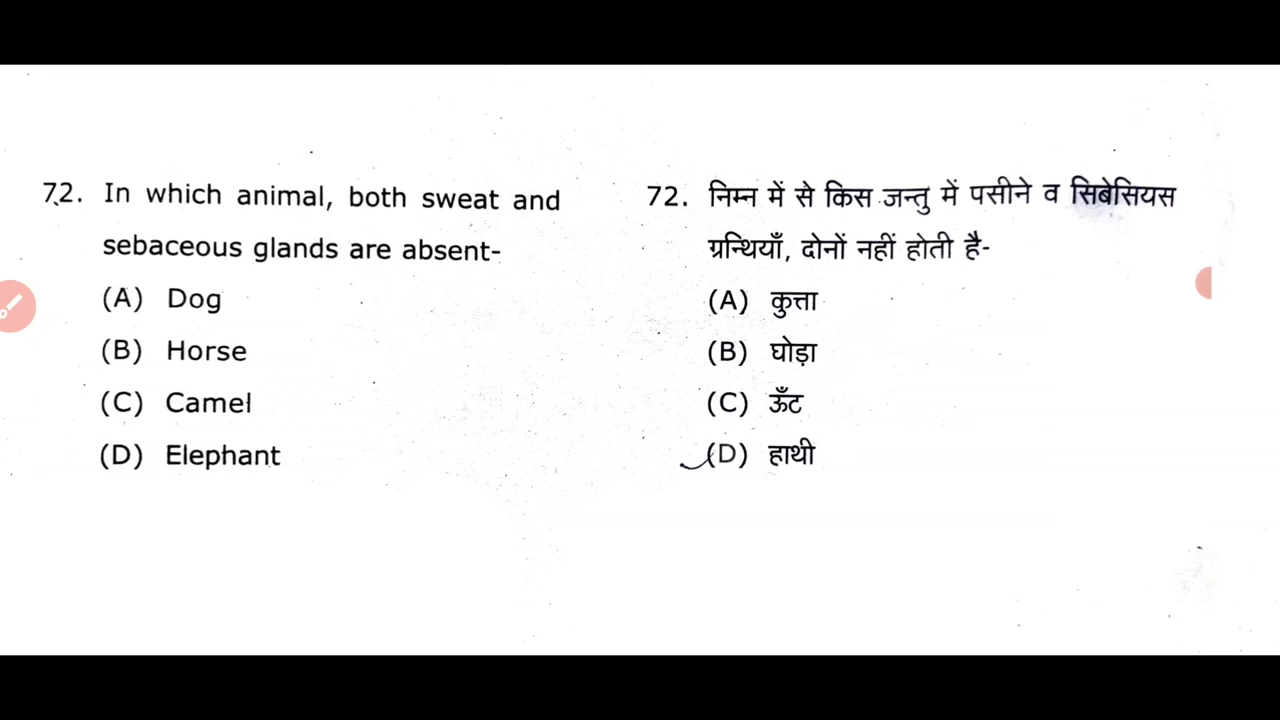 72. In which animal, both sweat and
sebaceous glands are absent-
(A) Dog
(B) Horse
(C) Camel
(D) Elephant
72. निम्न में से किस जन्तु में पसीने व सिबेसियस
ग्रन्थियाँ, दोनों नहीं होती है-
(A) कुत्ता
(B) घोड़ा
(C) ऊँट
(D) हाथी